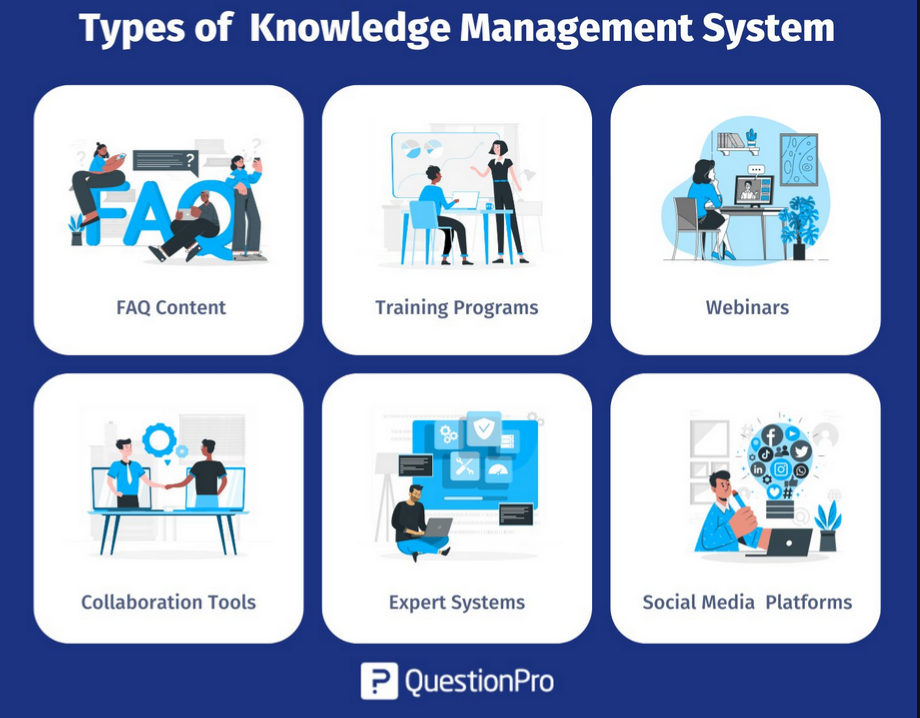 Types of  Knowledge Management System
?
?
?
FAQ
FAQ Content
Training Programs
Webinars
Collaboration Tools
Expert Systems
#
Social Media  Platforms
QuestionPro